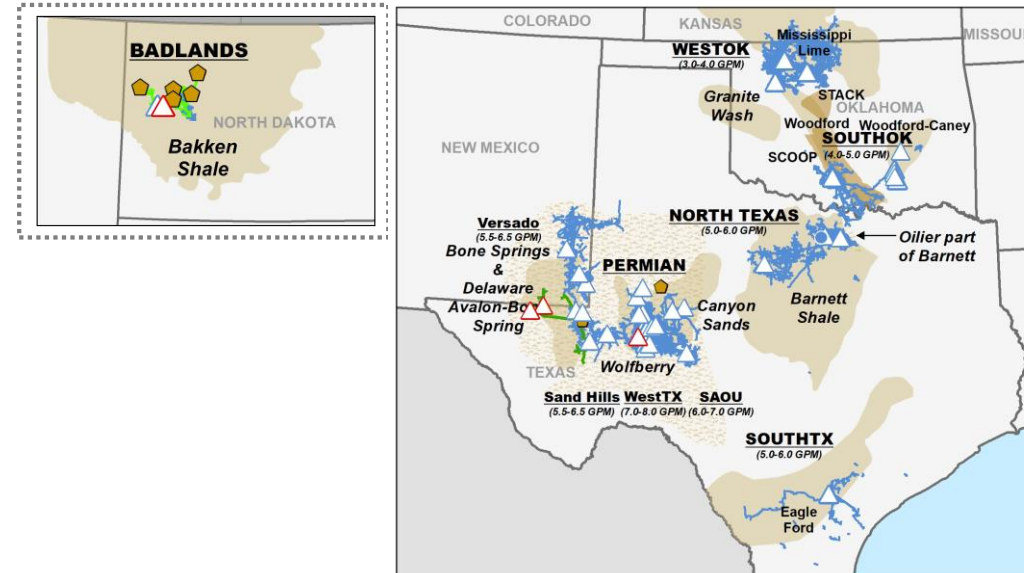 BADLANDS
NORTH DAKOTA
Bakken
Shale
COLORADO
KANSAS
MISSOU
WESTOK
(3.0-4.0 GPM)
Mississippi
Lime
Granite
Wash
STACK
OKLAHOMA
Woodford
Woodford-Caney
SOUTHOK
(4.0-5.0 GPM)
SCOOP
NEW MEXICO
Versado
(5.5-6.5 GPM)
Bone Springs
&
Delaware
Avalon-Bon
Spring
NORTH TEXAS
(5.0-6.0 GPM)
Oilier part
of Barnett
PERMIAN
Canyon
Sands
Barnett
Shale
Wolfberry
TEXAS
Sand Hills
(5.5-6.5 GPM)
WestTX
(7.0-8.0 GPM)
SAOU
(6.0-7.0 GPM)
SOUTHTX
(5.0-6.0 GPM)
Eagle
Ford